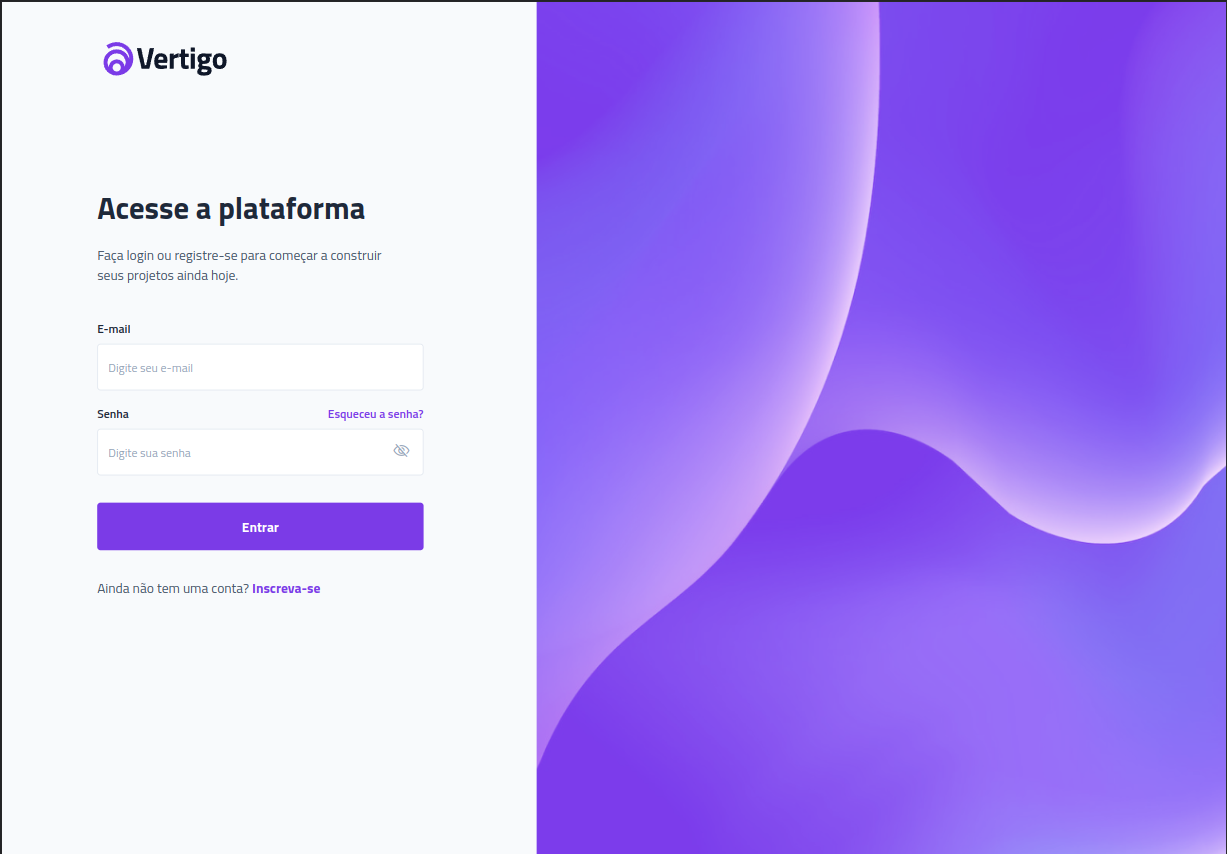 Vertigo
Acesse a plataforma
Faça login ou registre-se para começar a construir
seus projetos ainda hoje.
E-mail
Digite seu e-mail
Senha Esqueceu a senha?
Digite sua senha
Entrar
Ainda não tem uma conta? Inscreva-se